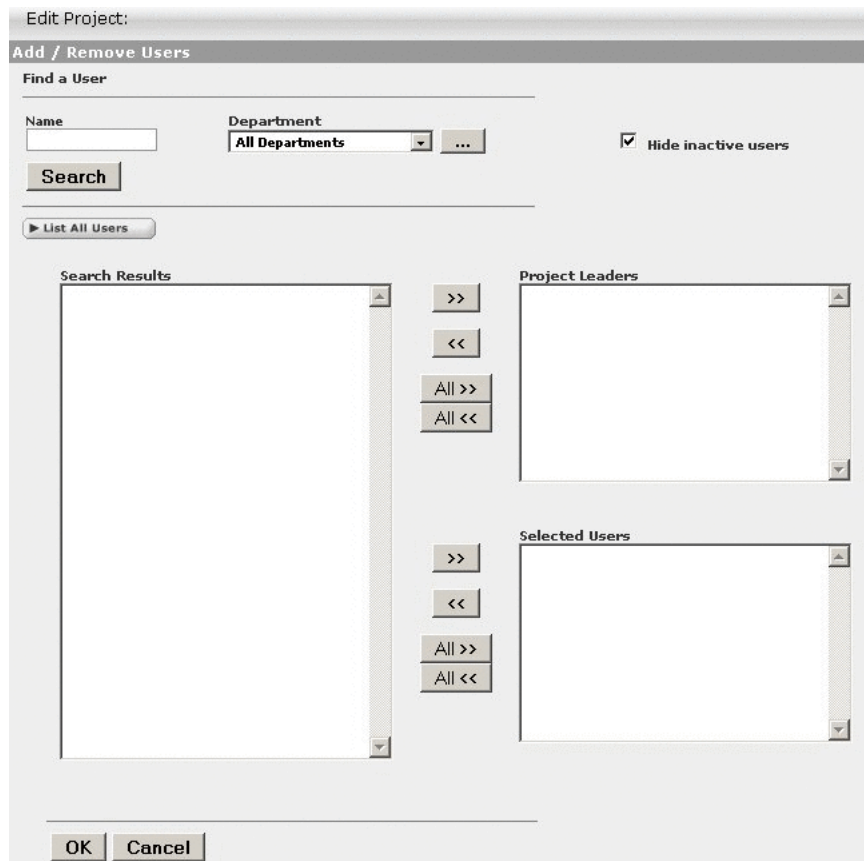 Edit Project:
Add / Remove Users
Find a User
Name
Department
All Departments
...
Hide inactive users
Search
List All Users
Search Results
Project Leaders
>>
<<
All >>
All <<
Selected Users
>>
<<
All >>
All <<
OK
Cancel